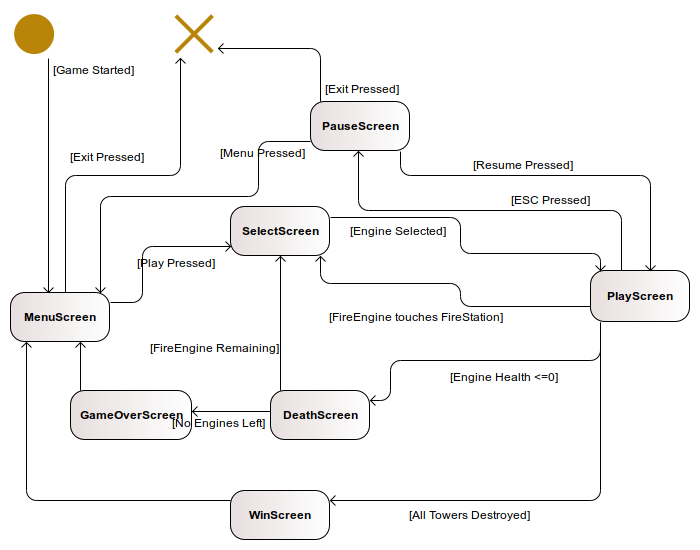 [Game Started]
[Exit Pressed]
PauseScreen
[Exit Pressed]
[Menu Pressed]
[Resume Pressed]
[ESC Pressed]
SelectScreen
[Engine Selected]
[Play Pressed]
PlayScreen
MenuScreen
[FireEngine touches FireStation]
[FireEngine Remaining]
[Engine Health <=0]
GameOverScreen
DeathScreen
[No Engines Left]
WinScreen
[All Towers Destroyed]